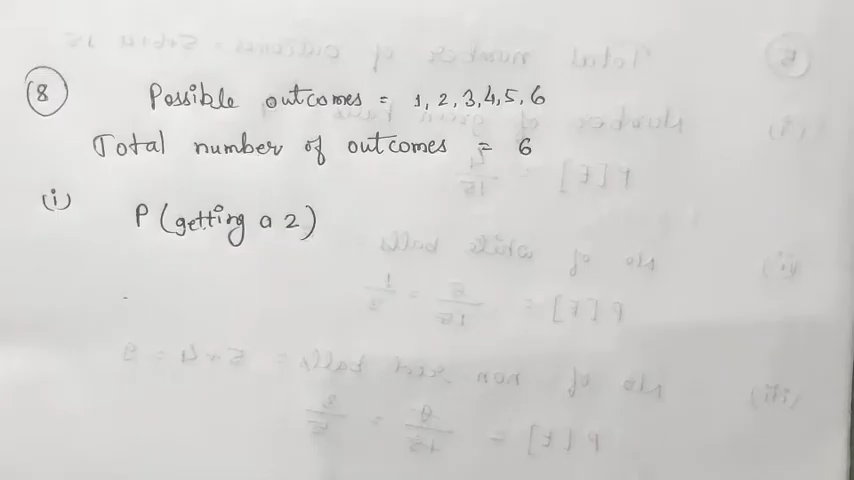 8 Possible outcomes = 1, 2, 3, 4, 5, 6
Total number of outcomes = 6
(i) P (getting a 2)